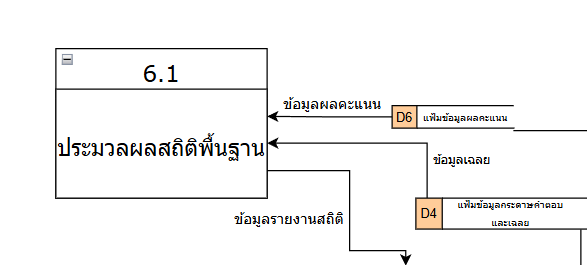 6.1
ประมวลผลสถิติพื้นฐาน
ข้อมูลผลคะแนน
D6
แฟ้มข้อมูลผลคะแนน
ข้อมูลเฉลย
D4
แฟ้มข้อมูลกระดาษคำตอบ
และเฉลย
ข้อมูลรายงานสถิติ